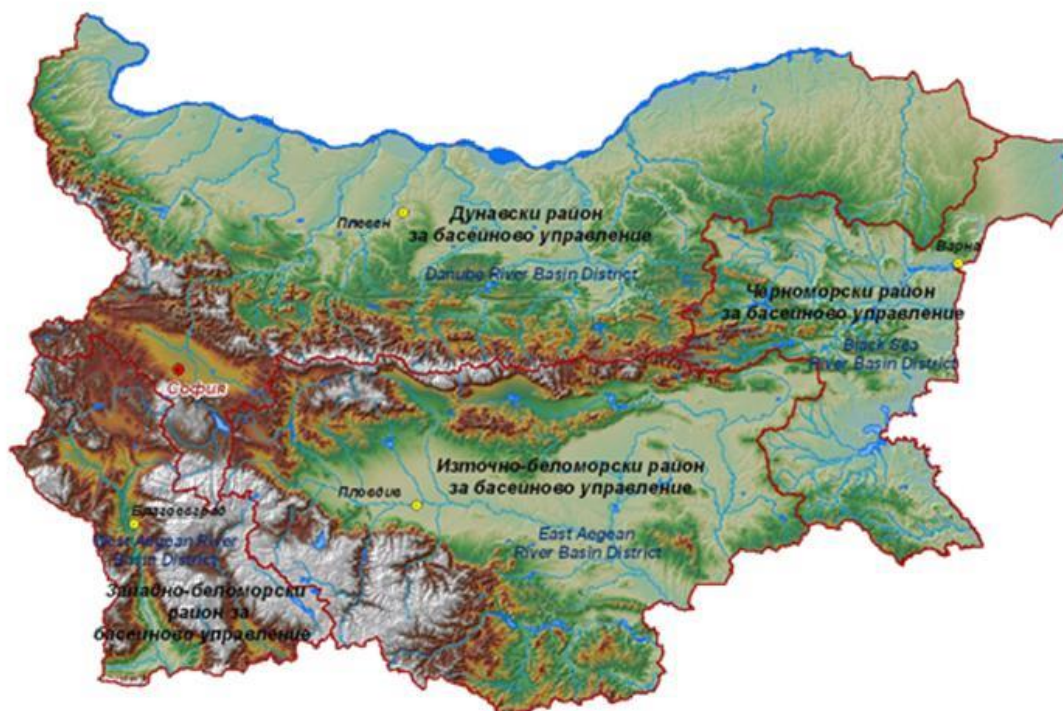 Плевен
Дунавски район
за басейново управление
Danube River Basin District
Варна
Черноморски район
за басейново управление
Black Sea
River Basin District
София
Източно-беломорски район
за басейново управление
Пловдив
East Aegean
River Basin District
Благоевград
West Aegean River
Basin District
Западно-беломорски
район за
басейново управление